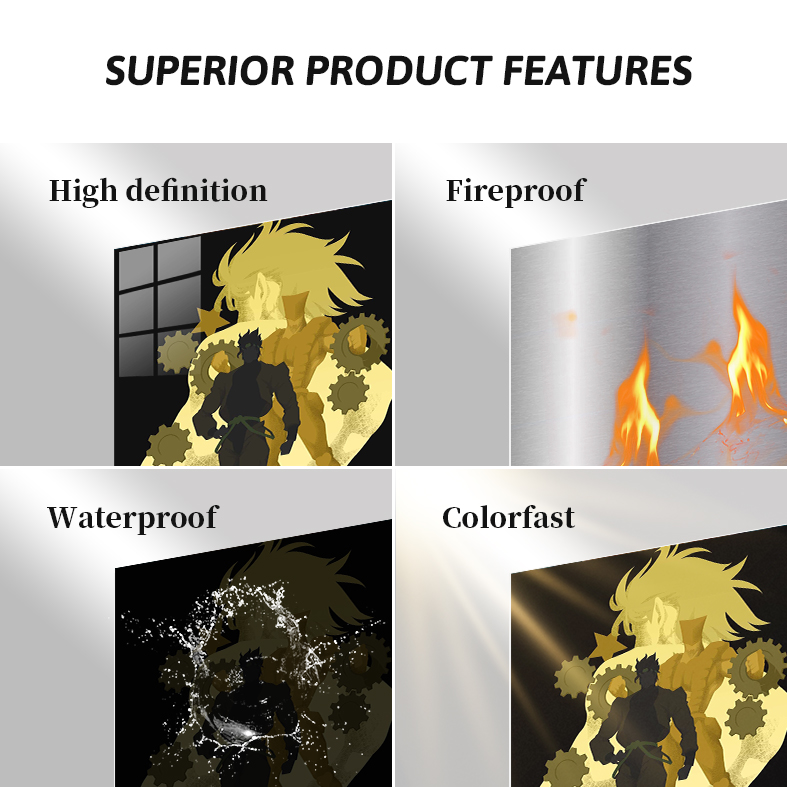 SUPERIOR PRODUCT FEATURES
High definition
Fireproof
Waterproof
Colorfast